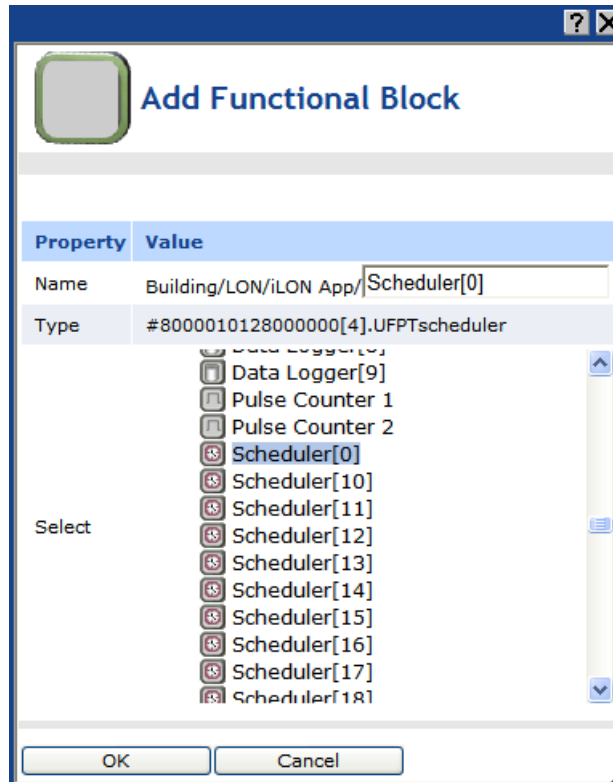 ?
Add Functional Block
Property Value
Name Building/LON/iLON App/Scheduler[0]
Type #8000010128000000[4].UFPTscheduler
Data Logger[9]
Pulse Counter 1
Pulse Counter 2
Scheduler[0]
Scheduler[10]
Scheduler[11]
Select
Scheduler[12]
Scheduler[13]
Scheduler[14]
Scheduler[15]
Scheduler[16]
Scheduler[17]
Scheduler[18]
OK Cancel